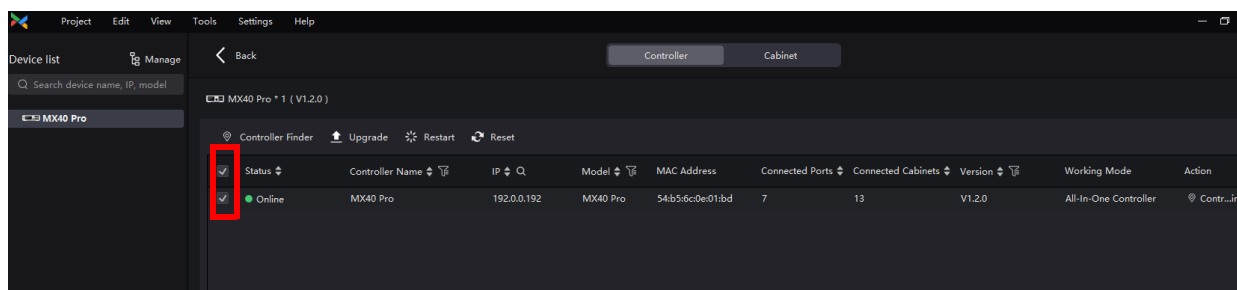 Project Edit View Tools Settings Help
Device list Manage Back Controller Cabinet
Search device name, IP, model
MX40 Pro * 1 ( V1.2.0 )
MX40 Pro
Controller Finder Upgrade Restart Reset
Status Controller Name IP Model MAC Address Connected Ports Connected Cabinets Version Working Mode Action
Online MX40 Pro 192.0.0.192 MX40 Pro 54:b5:6c:0e:01:bd 7 13 V1.2.0 All-In-One Controller Contr...in